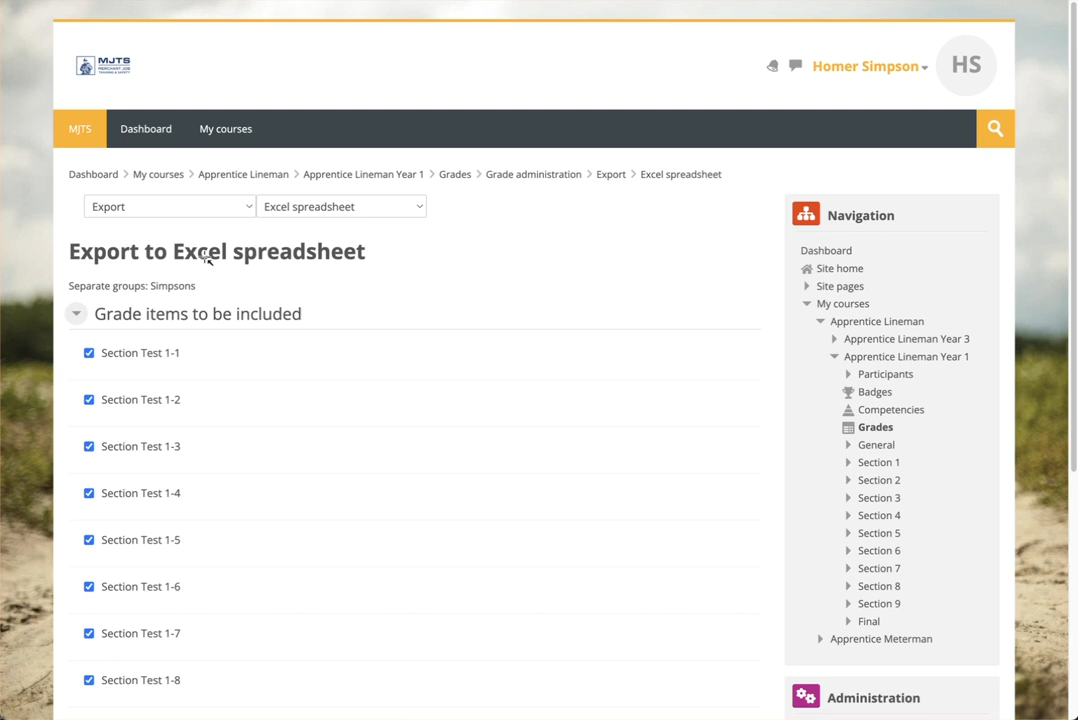 MJTS
MERCHANT JOB
TRAINING & SAFETY
Homer Simpson
HS
MJTS Dashboard My courses
Dashboard My courses Apprentice Lineman Apprentice Lineman Year 1 Grades Grade administration Export Excel spreadsheet
Export Excel spreadsheet
Export to Excel spreadsheet
Separate groups: Simpsons
Grade items to be included
Section Test 1-1
Section Test 1-2
Section Test 1-3
Section Test 1-4
Section Test 1-5
Section Test 1-6
Section Test 1-7
Section Test 1-8
Navigation
Dashboard
Site home
Site pages
My courses
Apprentice Lineman
Apprentice Lineman Year 3
Apprentice Lineman Year 1
Participants
Badges
Competencies
Grades
General
Section 1
Section 2
Section 3
Section 4
Section 5
Section 6
Section 7
Section 8
Section 9
Final
Apprentice Meterman
Administration